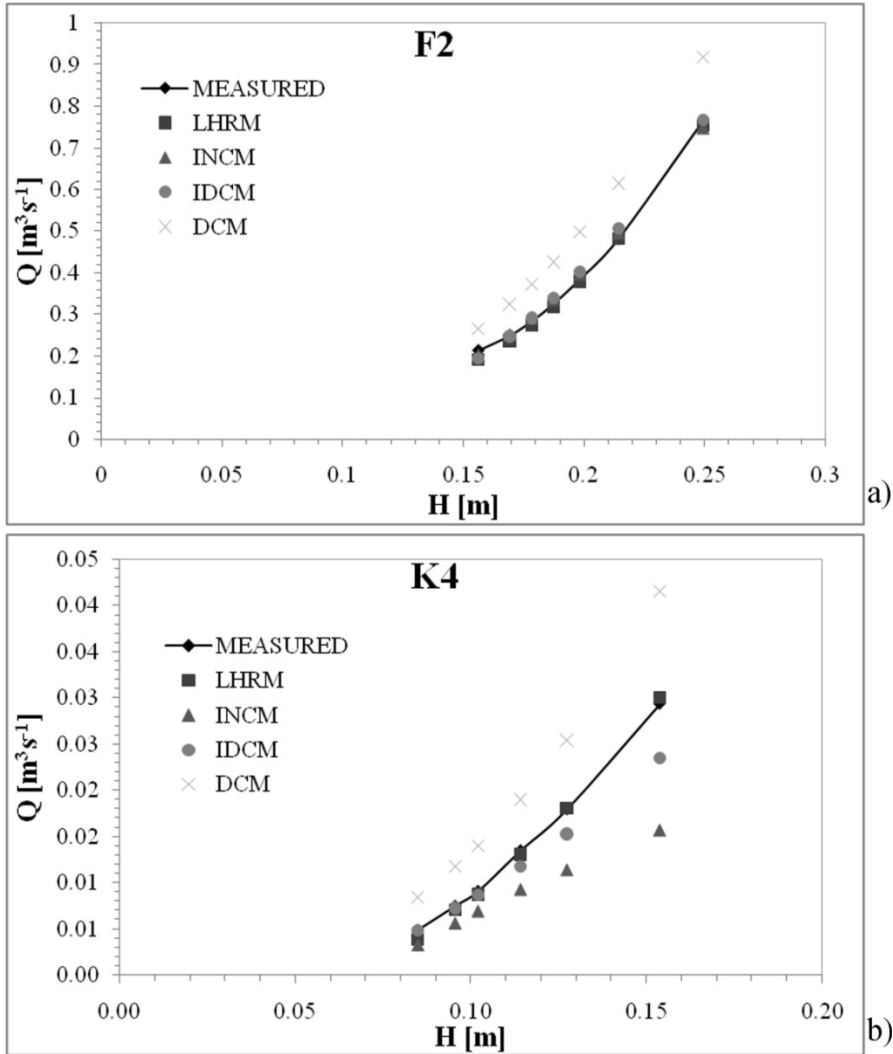 F2
1
0.9
0.8
0.7
0.6
0.5
0.4
0.3
0.2
0.1
0
Q [m³s⁻¹]
MEASURED
LHRM
INCM
IDCM
DCM
0 0.05 0.1 0.15 0.2 0.25 0.3
H [m]
a)
K4
0.05
0.04
0.04
0.03
0.03
0.02
0.02
0.01
0.01
0.00
Q [m³s⁻¹]
MEASURED
LHRM
INCM
IDCM
DCM
0.00 0.05 0.10 0.15 0.20
H [m]
b)